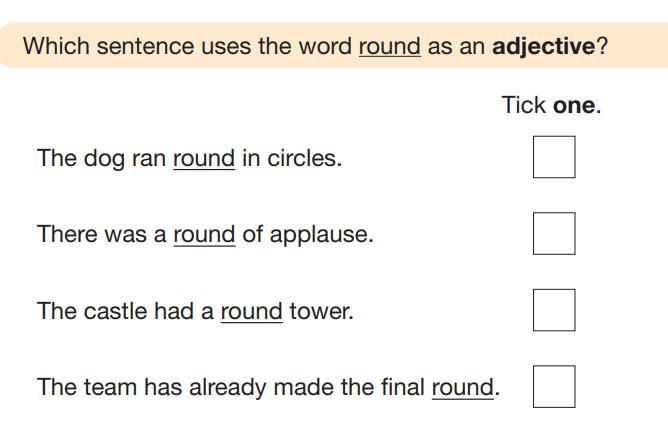 Which sentence uses the word round as an adjective?
Tick one.
The dog ran round in circles.
There was a round of applause.
The castle had a round tower.
The team has already made the final round.